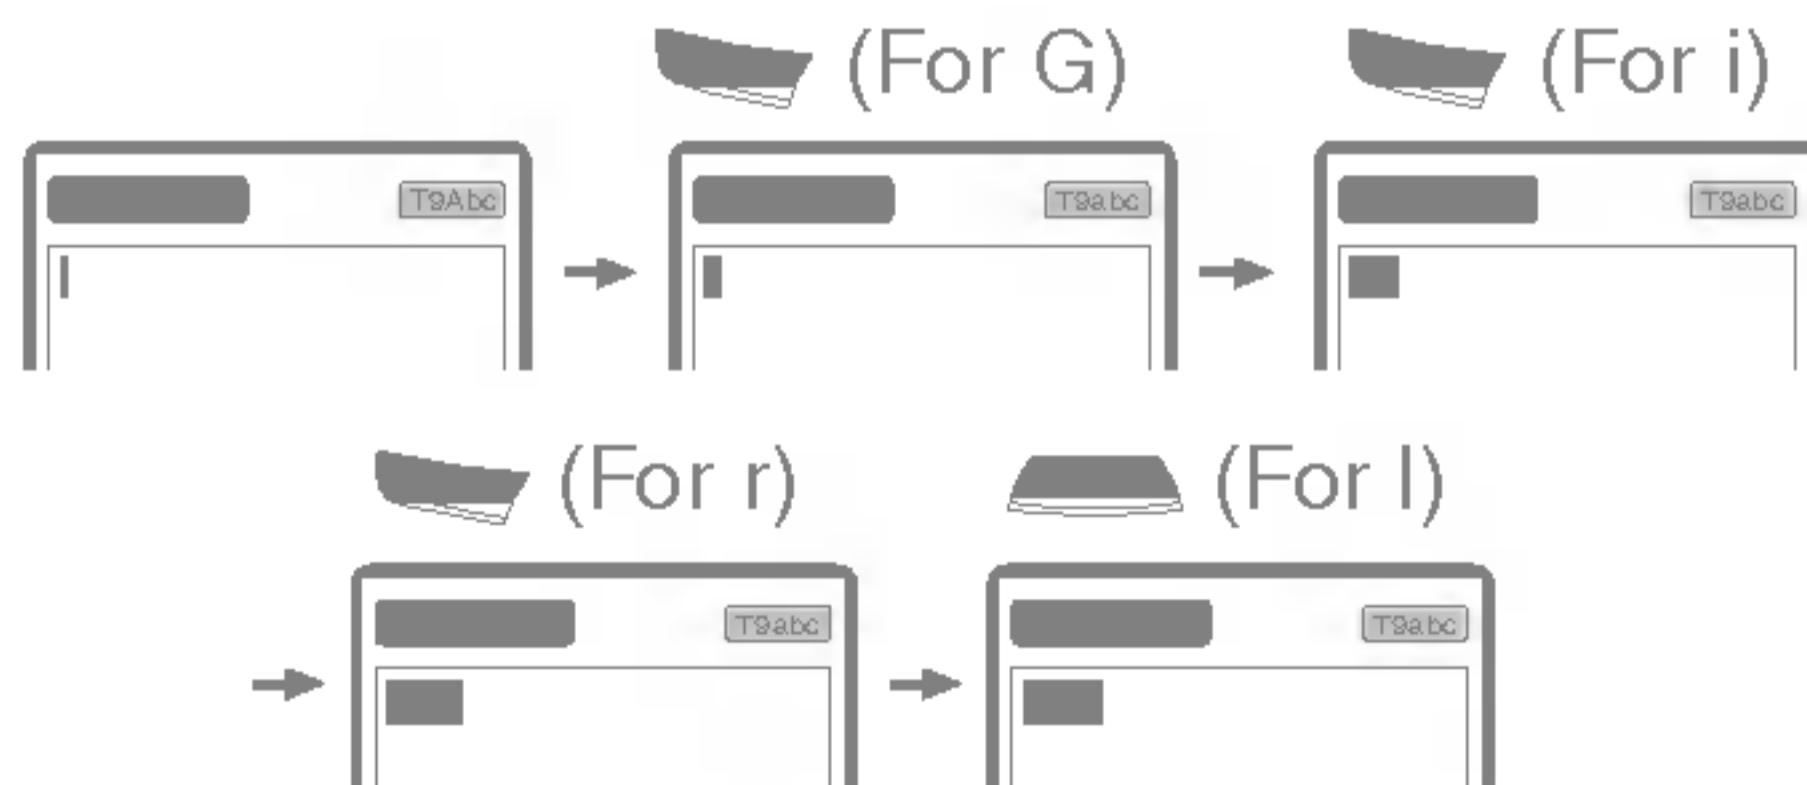 (For G) (For i)
T9Abc T9abc T9abc
(For r) (For l)
T9abc T9abc